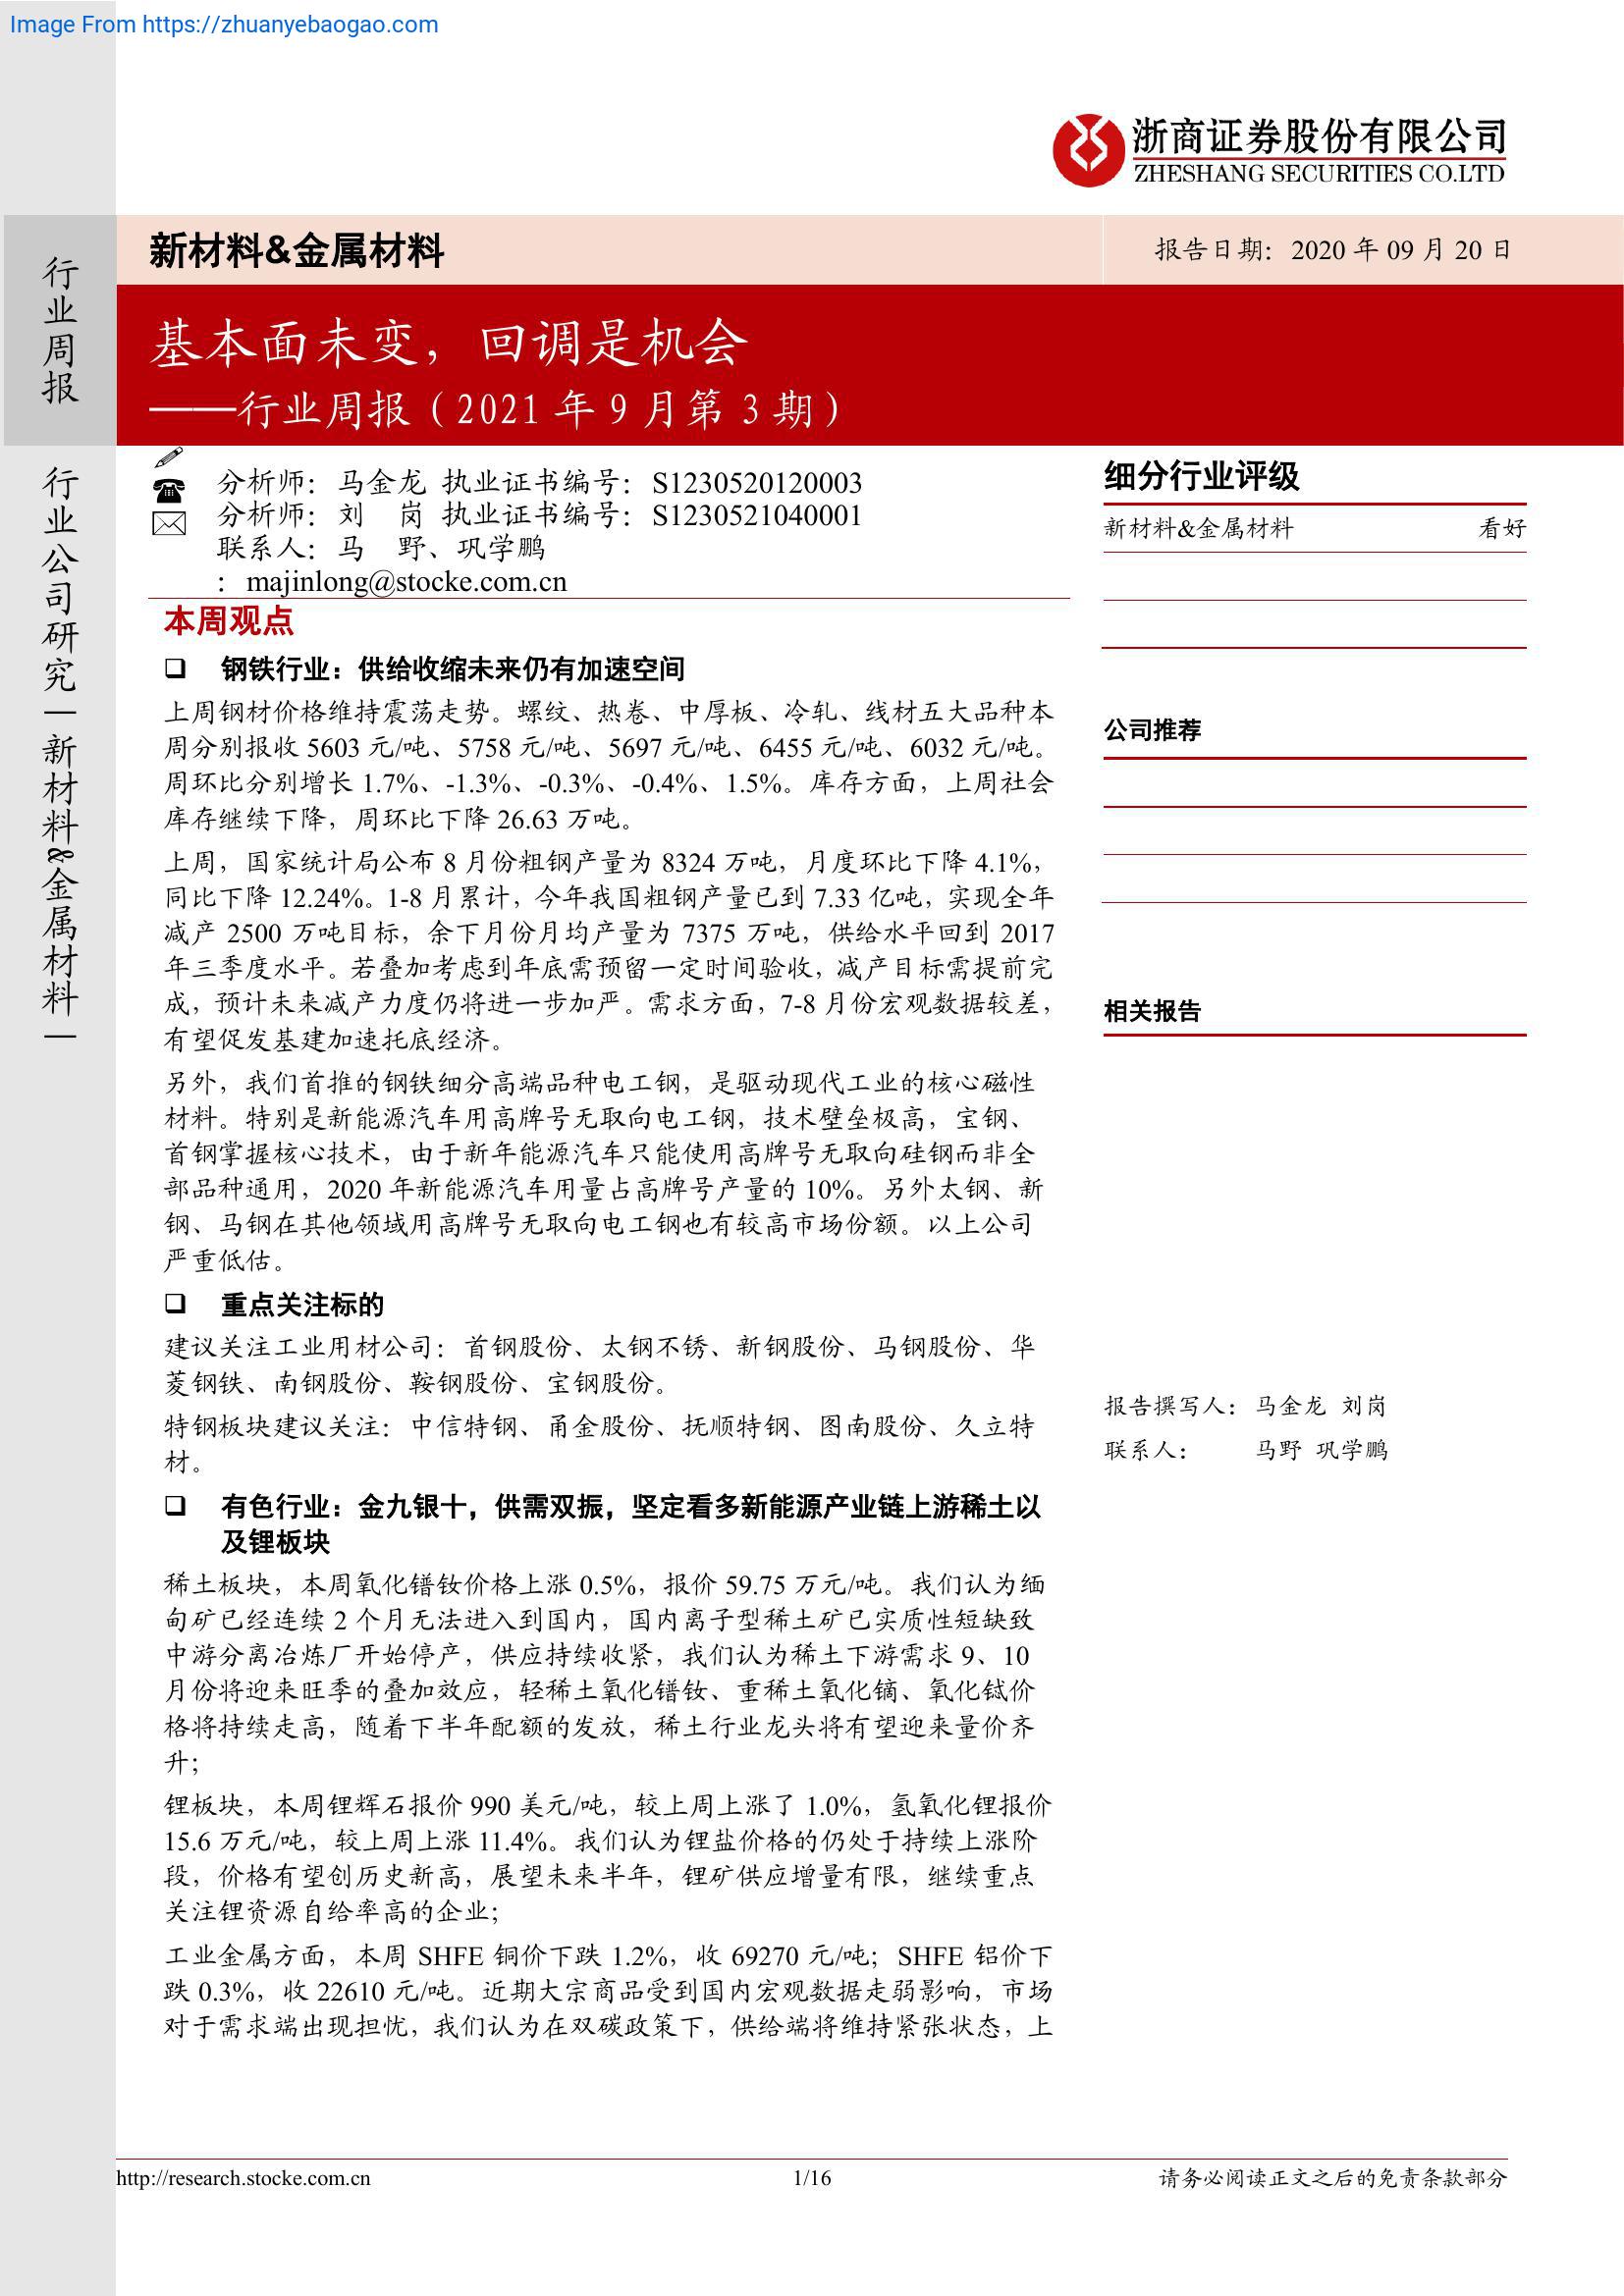 Image From https://zhuanyebaogao.com
浙商证券股份有限公司
ZHESHANG SECURITIES CO.LTD
新材料&金属材料
报告日期：2020 年 09 月 20 日
行业周报
基本面未变，回调是机会
——行业周报（2021 年 9 月第 3 期）
行业公司研究|新材料&金属材料|
分析师：马金龙 执业证书编号：S1230520120003
分析师：刘 岗 执业证书编号：S1230521040001
联系人：马 野、巩学鹏
：majinlong@stocke.com.cn
本周观点
钢铁行业：供给收缩未来仍有加速空间
上周钢材价格维持震荡走势。螺纹、热卷、中厚板、冷轧、线材五大品种本
周分别报收 5603 元/吨、5758 元/吨、5697 元/吨、6455 元/吨、6032 元/吨。
周环比分别增长 1.7%、-1.3%、-0.3%、-0.4%、1.5%。库存方面，上周社会
库存继续下降，周环比下降 26.63 万吨。
上周，国家统计局公布 8 月份粗钢产量为 8324 万吨，月度环比下降 4.1%，
同比下降 12.24%。1-8 月累计，今年我国粗钢产量已到 7.33 亿吨，实现全年
减产 2500 万吨目标，余下月份月均产量为 7375 万吨，供给水平回到 2017
年三季度水平。若叠加考虑到年底需预留一定时间验收，减产目标需提前完
成，预计未来减产力度仍将进一步加严。需求方面，7-8 月份宏观数据较差，
有望促发基建加速托底经济。
另外，我们首推的钢铁细分高端品种电工钢，是驱动现代工业的核心磁性
材料。特别是新能源汽车用高牌号无取向电工钢，技术壁垒极高，宝钢、
首钢掌握核心技术，由于新年能源汽车只能使用高牌号无取向硅钢而非全
部品种通用，2020 年新能源汽车用量占高牌号产量的 10%。另外太钢、新
钢、马钢在其他领域用高牌号无取向电工钢也有较高市场份额。以上公司
严重低估。
重点关注标的
建议关注工业用材公司：首钢股份、太钢不锈、新钢股份、马钢股份、华
菱钢铁、南钢股份、鞍钢股份、宝钢股份。
特钢板块建议关注：中信特钢、甬金股份、抚顺特钢、图南股份、久立特
材。
有色行业：金九银十，供需双振，坚定看多新能源产业链上游稀土以
及锂板块
稀土板块，本周氧化镨钕价格上涨 0.5%，报价 59.75 万元/吨。我们认为缅
甸矿已经连续 2 个月无法进入到国内，国内离子型稀土矿已实质性短缺致
中游分离冶炼厂开始停产，供应持续收紧，我们认为稀土下游需求 9、10
月份将迎来旺季的叠加效应，轻稀土氧化镨钕、重稀土氧化镝、氧化铽价
格将持续走高，随着下半年配额的发放，稀土行业龙头将有望迎来量价齐
升；
锂板块，本周锂辉石报价 990 美元/吨，较上周上涨了 1.0%，氢氧化锂报价
15.6 万元/吨，较上周上涨 11.4%。我们认为锂盐价格的仍处于持续上涨阶
段，价格有望创历史新高，展望未来半年，锂矿供应增量有限，继续重点
关注锂资源自给率高的企业；
工业金属方面，本周 SHFE 铜价下跌 1.2%，收 69270 元/吨；SHFE 铝价下
跌 0.3%，收 22610 元/吨。近期大宗商品受到国内宏观数据走弱影响，市场
对于需求端出现担忧，我们认为在双碳政策下，供给端将维持紧张状态，上
细分行业评级
新材料&金属材料 看好
公司推荐
相关报告
报告撰写人：马金龙 刘岗
联系人： 马野 巩学鹏
http://research.stocke.com.cn
1/16
请务必阅读正文之后的免责条款部分